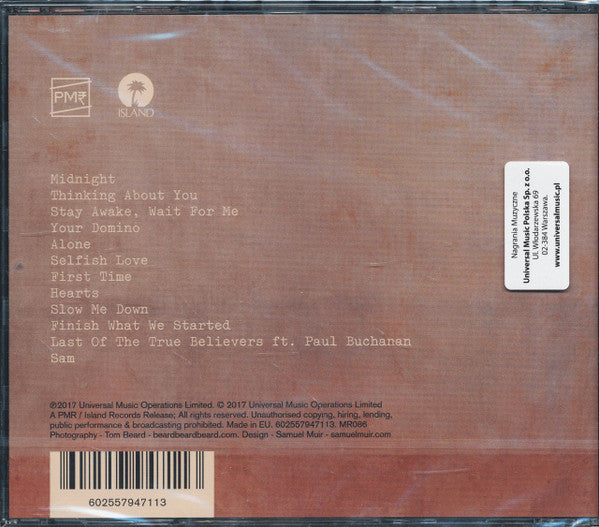 PMR
ISLAND
Midnight
Thinking About You
Stay Awake, Wait For Me
Your Domino
Alone
Selfish Love
First Time
Hearts
Slow Me Down
Finish What We Started
Last Of The True Believers ft. Paul Buchanan
Sam
Nagrania Muzyczne
Universal Music Polska Sp. z o.o.
Ul. Włodarzewska 69
02-384 Warszawa.
www.universalmusic.pl
℗2017 Universal Music Operations Limited. © 2017 Universal Music Operations Limited
A PMR / Island Records Release; All rights reserved. Unauthorised copying, hiring, lending,
public performance & broadcasting prohibited. Made in EU. 602557947113. MR086
Photography - Tom Beard - beardbeardbeard.com. Design - Samuel Muir - samuelmuir.com
602557947113